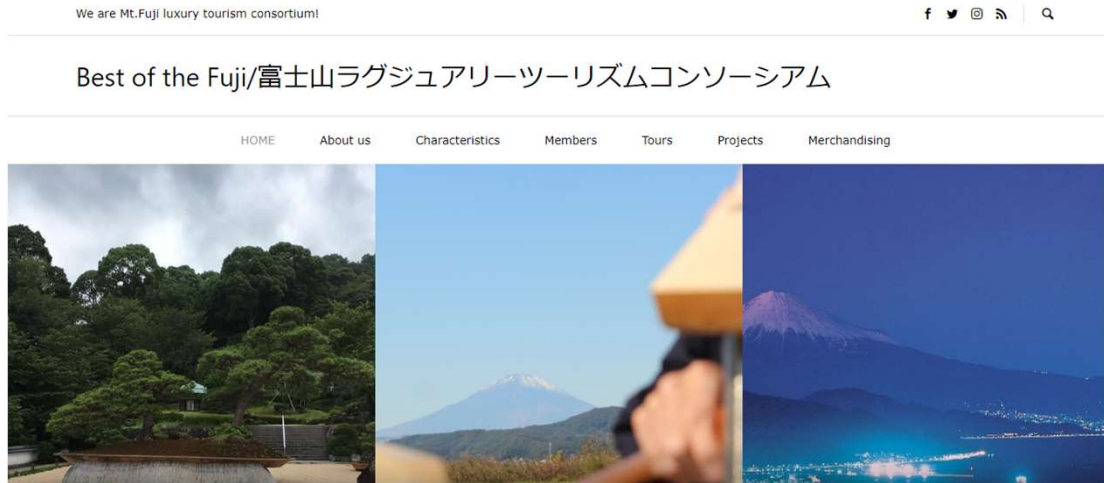 We are Mt.Fuji luxury tourism consortium!
Best of the Fuji/富士山ラグジュアリーツーリズムコンソーシアム
HOME About us Characteristics Members Tours Projects Merchandising